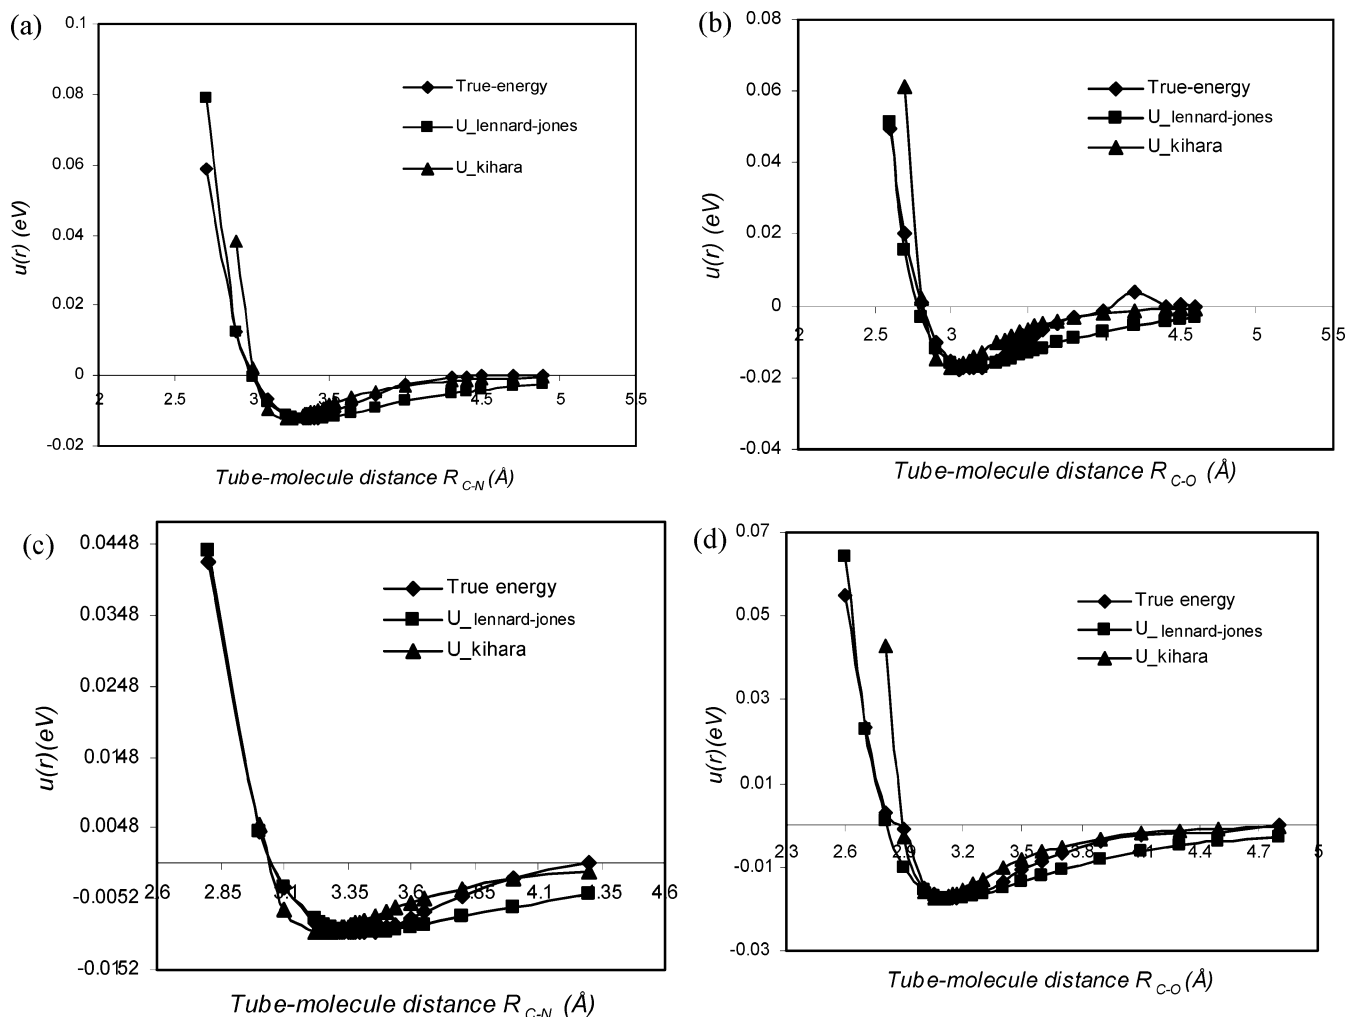 (a)
0.1
0.08
0.06
0.04
0.02
0
-0.02
u(r) (eV)
True-energy
U_lennard-jones
U_kihara
2 2.5 3 3.5 4 4.5 5 5.5
Tube-molecule distance R C-N (Å)
(b)
0.08
0.06
0.04
0.02
0
-0.02
-0.04
u(r) (eV)
True-energy
U_lennard-jones
U_kihara
2 2.5 3 4.5 5 5.5
Tube-molecule distance R C-O (Å)
(c)
0.0448
0.0348
0.0248
0.0148
0.0048
-0.0052
-0.0152
u(r)(eV)
True energy
U_lennard-jones
U_kihara
2.6 2.85 3.1 3.35 3.6 3.85 4.1 4.35 4.6
Tube-molecule distance R C-N (Å)
(d)
0.07
0.05
0.03
0.01
-0.01
-0.03
u(r)(eV)
True energy
U_lennard-jones
U_kihara
2.3 2.6 2.9 3.2 3.5 3.8 4.1 4.4 4.7 5
Tube-molecule distance R C-O (Å)